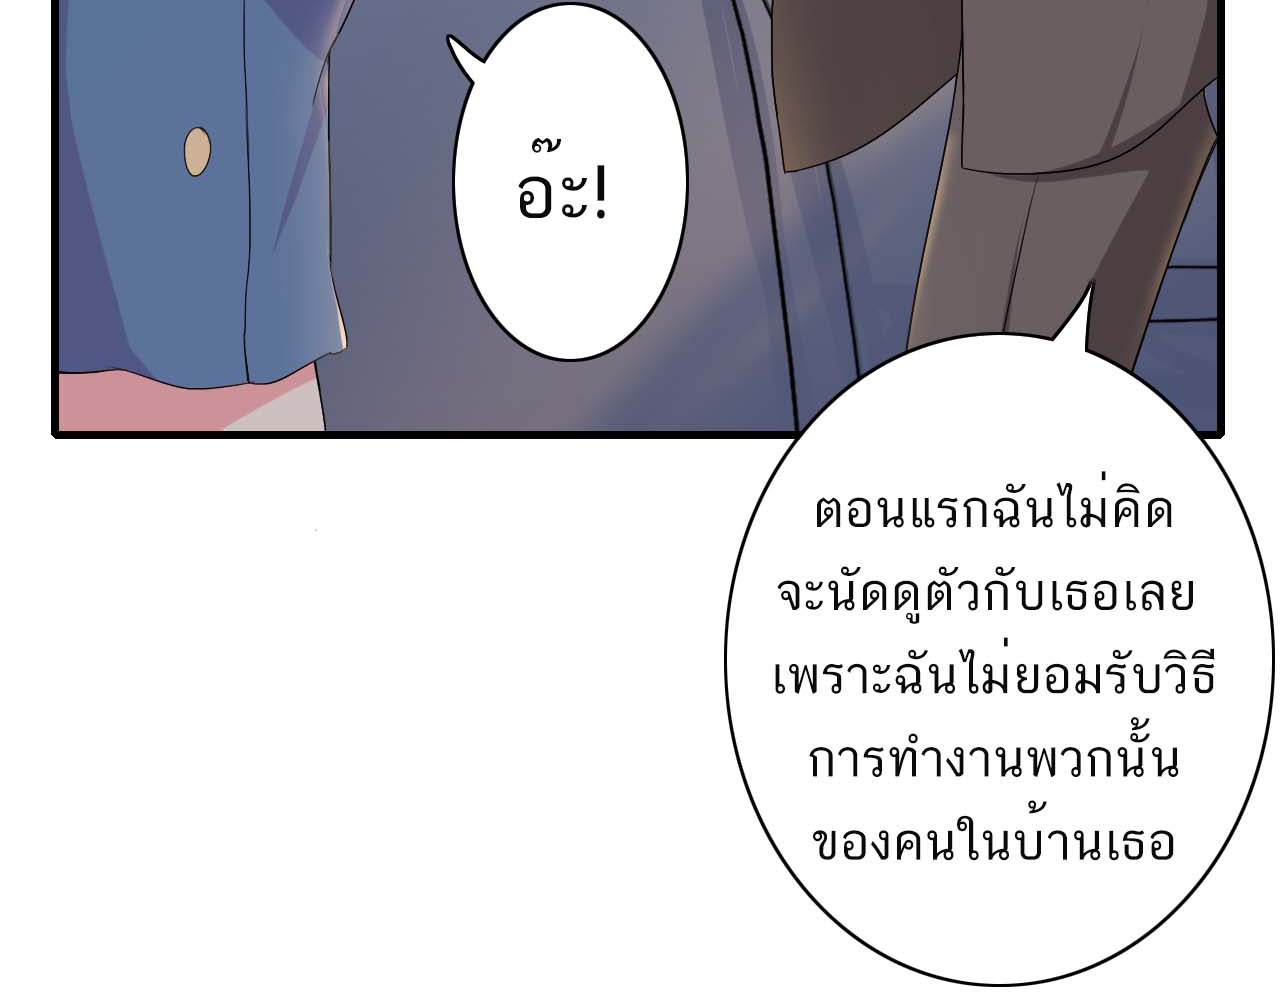 อ๊ะ!
ตอนแรกฉันไม่คิด
จะนัดดูตัวกับเธอเลย
เพราะฉันไม่ยอมรับวิธี
การทำงานพวกนั้น
ของคนในบ้านเธอ